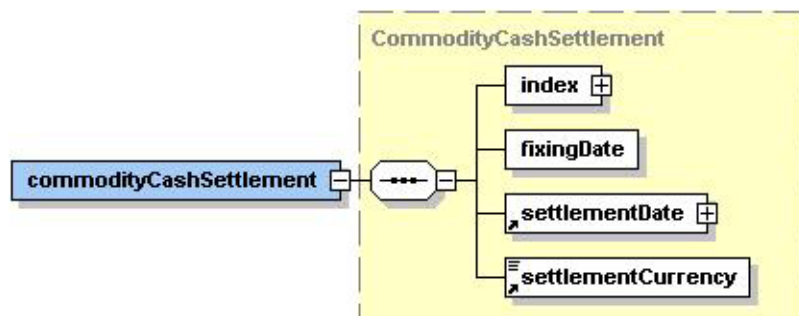 CommodityCashSettlement
index
fixingDate
commodityCashSettlement
settlementDate
settlementCurrency